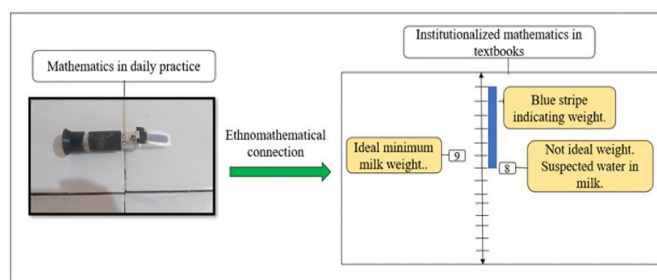 Mathematics in daily practice
Ethnomathematical
connection
Institutionalized mathematics in
textbooks
Blue stripe
indicating weight.
Ideal minimum
milk weight..
9
Not ideal weight.
Suspected water in
milk.
8